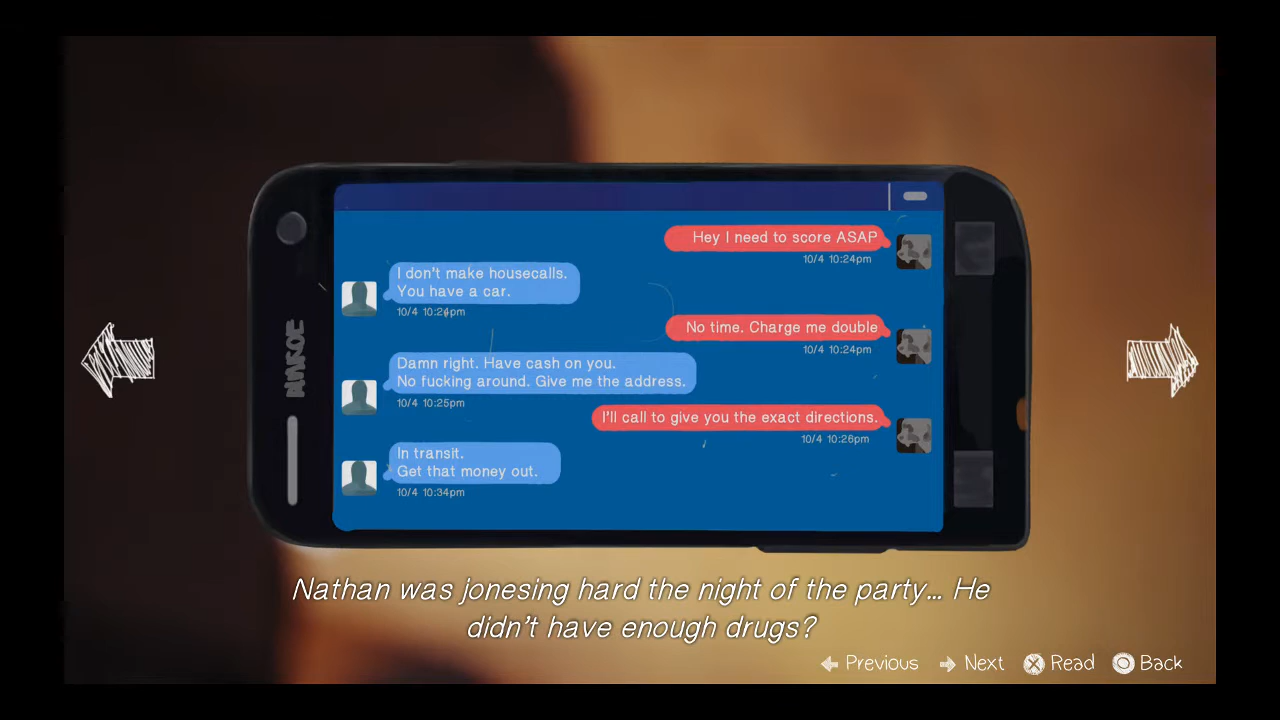 Hey I need to score ASAP
10/4 10:24pm
I don't make housecalls.
You have a car.
10/4 10:24pm
No time. Charge me double
10/4 10:24pm
Damn right. Have cash on you.
No fucking around. Give me the address.
10/4 10:25pm
I'll call to give you the exact directions.
10/4 10:26pm
In transit.
Get that money out.
10/4 10:34pm
Nathan was jonesing hard the night of the party... He
didn't have enough drugs?
Previous Next Read Back